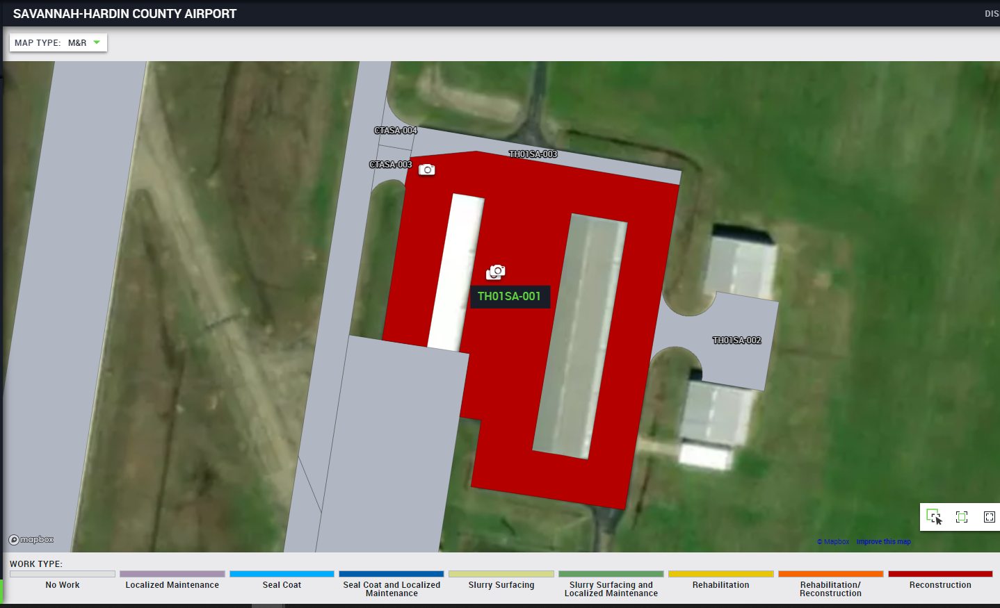 SAVANNAH-HARDIN COUNTY AIRPORT
DIS
MAP TYPE: M&R
CTASA-004
TH01SA-003
CTASA-003
TH01SA-001
TH01SA-002
mapbox
© Mapbox Improve this map
WORK TYPE:
No Work
Localized Maintenance
Seal Coat
Seal Coat and Localized
Maintenance
Slurry Surfacing
Slurry Surfacing and
Localized Maintenance
Rehabilitation
Rehabilitation/
Reconstruction
Reconstruction